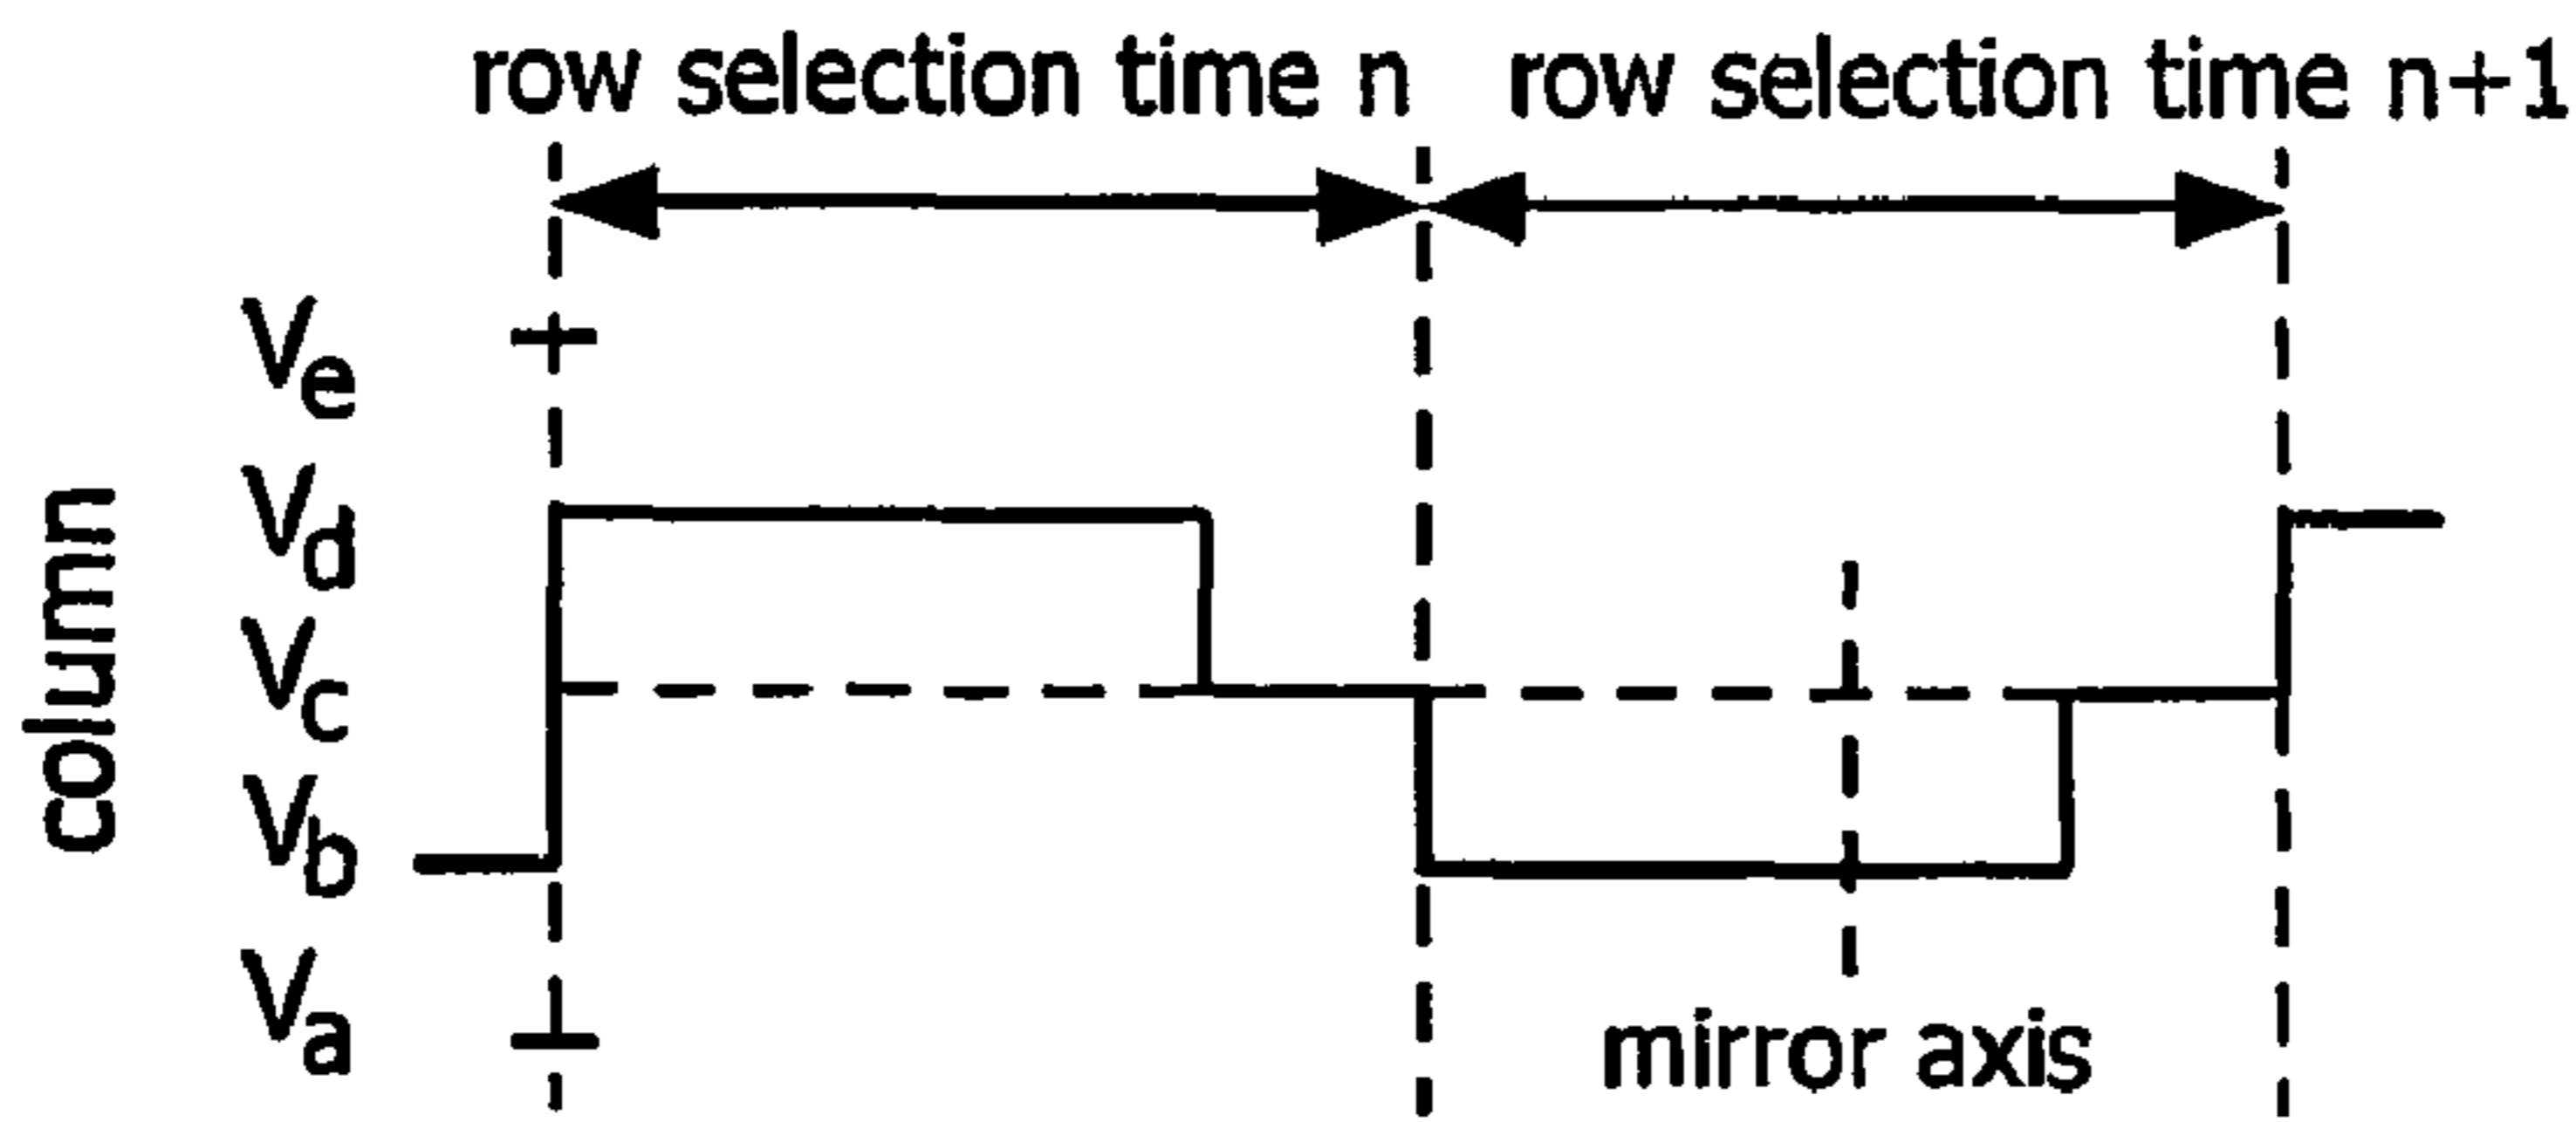 row selection time n row selection time n+1
Ve
Vd
Vc
Vb
Va
column
mirror axis